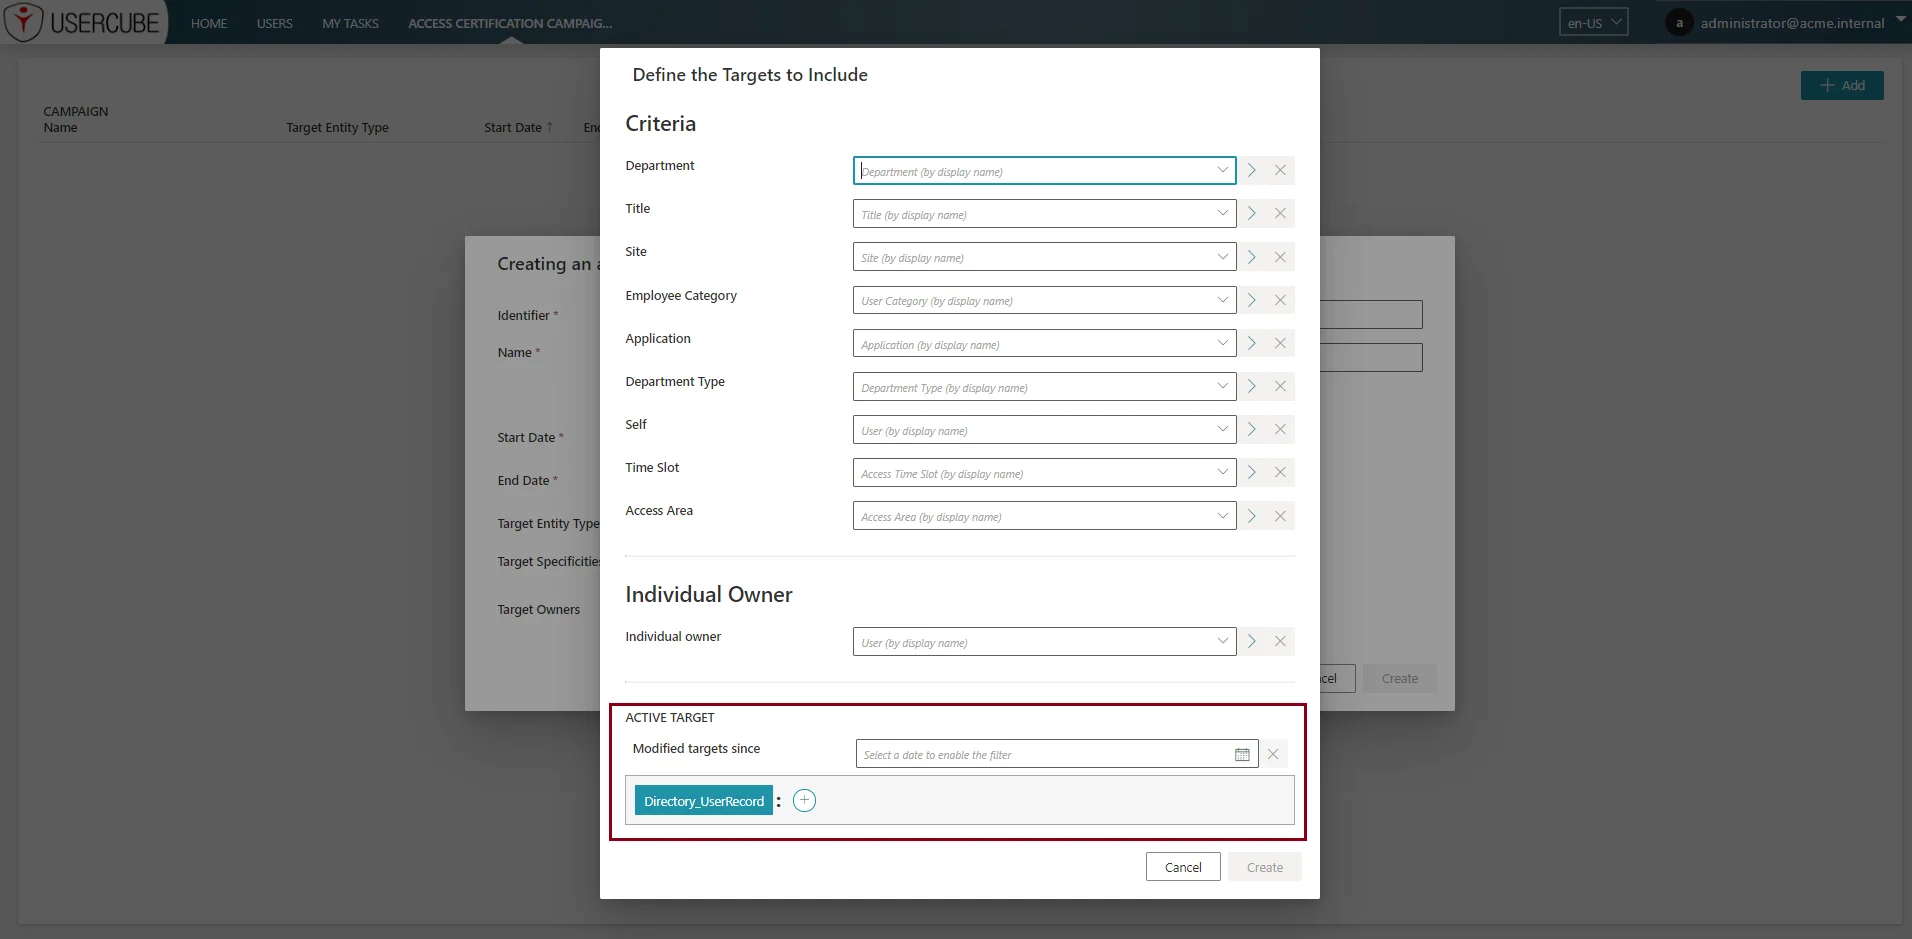 USERCUBE
HOME
USERS
MY TASKS
ACCESS CERTIFICATION CAMPAIG...
en-US
a
administrator@acme.internal
Add
CAMPAIGN
Name
Target Entity Type
Start Date ↑
Define the Targets to Include
Criteria
Department
Department (by display name)
Title
Title (by display name)
Site
Site (by display name)
Employee Category
User Category (by display name)
Application
Application (by display name)
Department Type
Department Type (by display name)
Self
User (by display name)
Time Slot
Access Time Slot (by display name)
Access Area
Access Area (by display name)
Individual Owner
Individual owner
User (by display name)
ACTIVE TARGET
Modified targets since
Select a date to enable the filter
Directory_UserRecord :
Cancel
Create
Creating an
Identifier *
Name *
Start Date *
End Date *
Target Entity Type
Target Specificities
Target Owners
Create